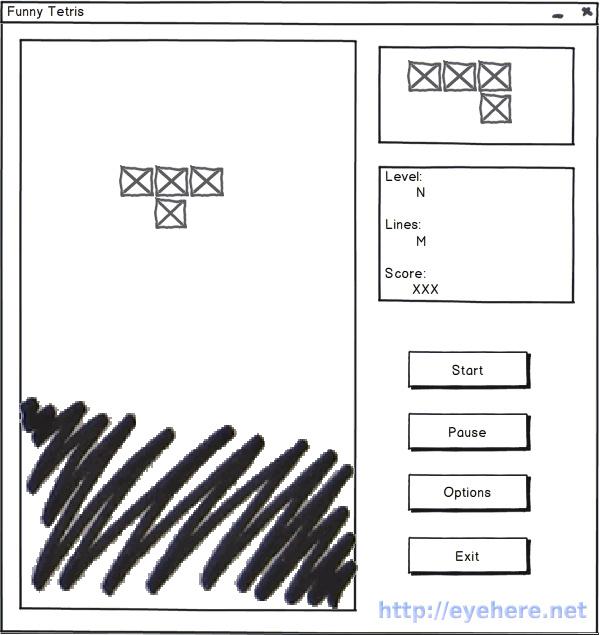 Funny Tetris
Level:
N
Lines:
M
Score:
XXX
Start
Pause
Options
Exit
http://eyehere.net